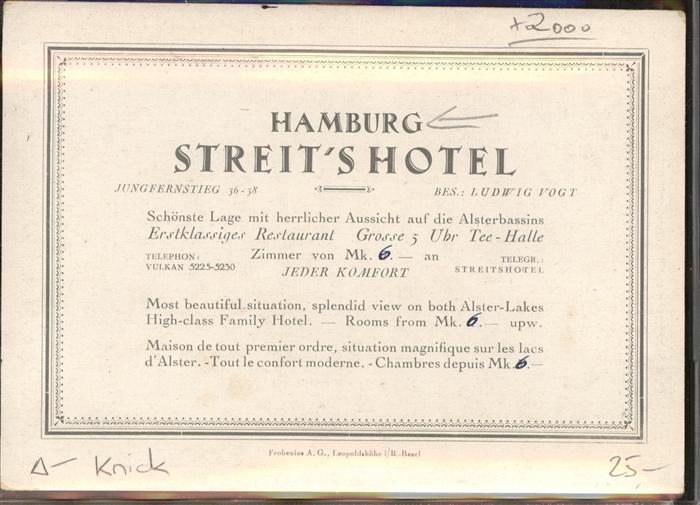 +2000
HAMBURG
STREIT'S HOTEL
JUNGFERNSTIEG 36-38 BES.: LUDWIG VOGT
Schönste Lage mit herrlicher Aussicht auf die Alsterbassins
Erstklassiges Restaurant Grosse 5 Uhr Tee-Halle
TELEPHON: Zimmer von Mk. 6.— an TELEGR.:
VULKAN 5225-5230 JEDER KOMFORT STREITSHOTEL
Most beautiful situation, splendid view on both Alster-Lakes
High-class Family Hotel. — Rooms from Mk. 6.— upw.
Maison de tout premier ordre, situation magnifique sur les lacs
d'Alster. - Tout le confort moderne. - Chambres depuis Mk. 6.—
Frobenius A. G., Leopoldshöhe i/B.-Basel
Knick 25,-